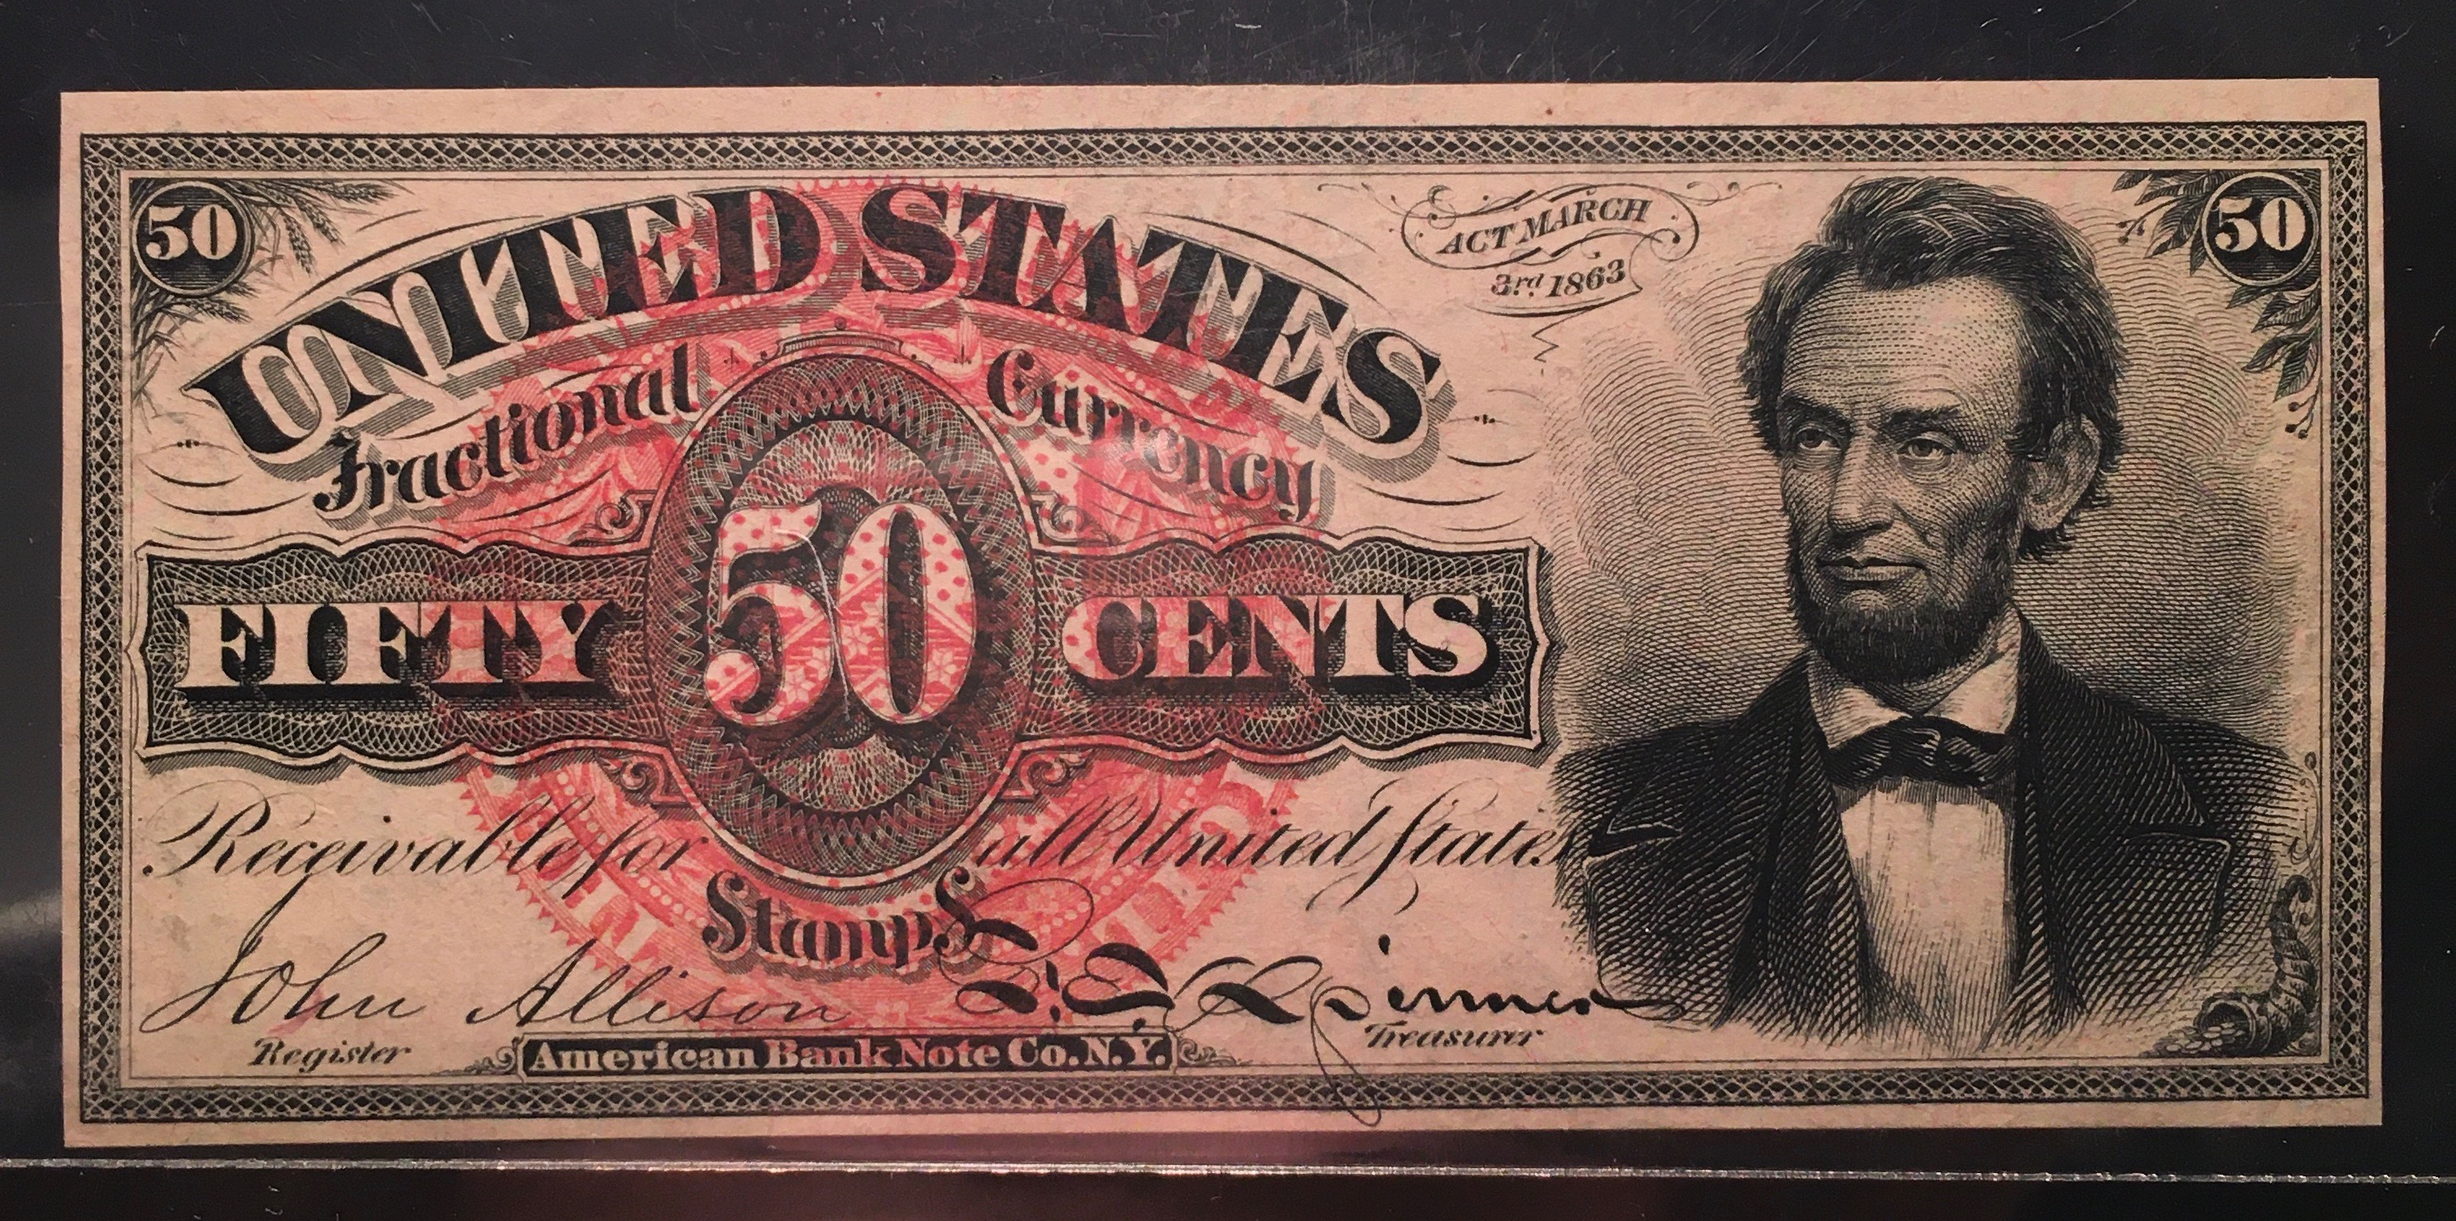 50
50
UNITED STATES
ACT MARCH
3rd 1863
Fractional Currency
FIFTY 50 CENTS
Receivable for all United States
Stamps
John Allison
F. E. Spinner
Register
Treasurer
American Bank Note Co. N.Y.